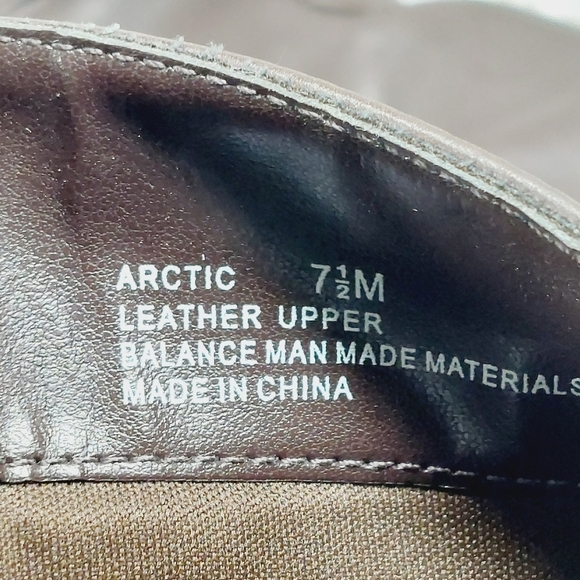 ARCTIC 7½M
LEATHER UPPER
BALANCE MAN MADE MATERIALS
MADE IN CHINA